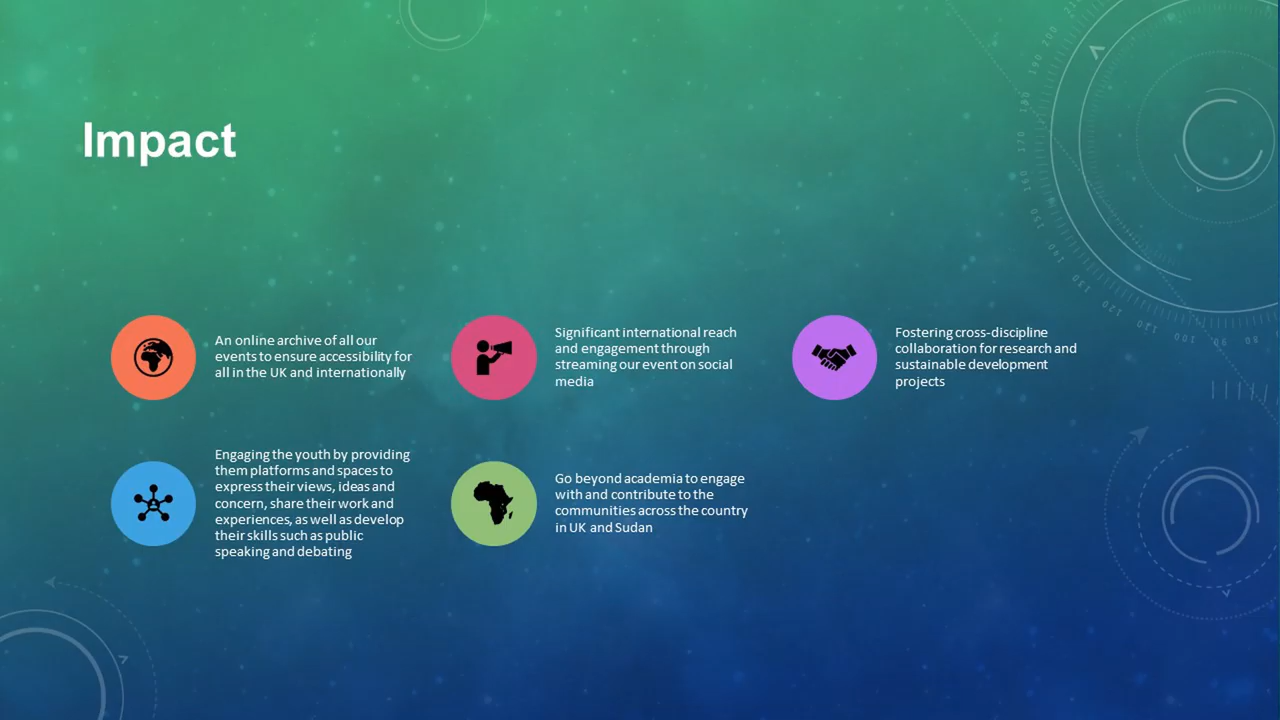 Impact
An online archive of all our
events to ensure accessibility for
all in the UK and internationally
Significant international reach
and engagement through
streaming our event on social
media
Fostering cross-discipline
collaboration for research and
sustainable development
projects
Engaging the youth by providing
them platforms and spaces to
express their views, ideas and
concern, share their work and
experiences, as well as develop
their skills such as public
speaking and debating
Go beyond academia to engage
with and contribute to the
communities across the country
in UK and Sudan